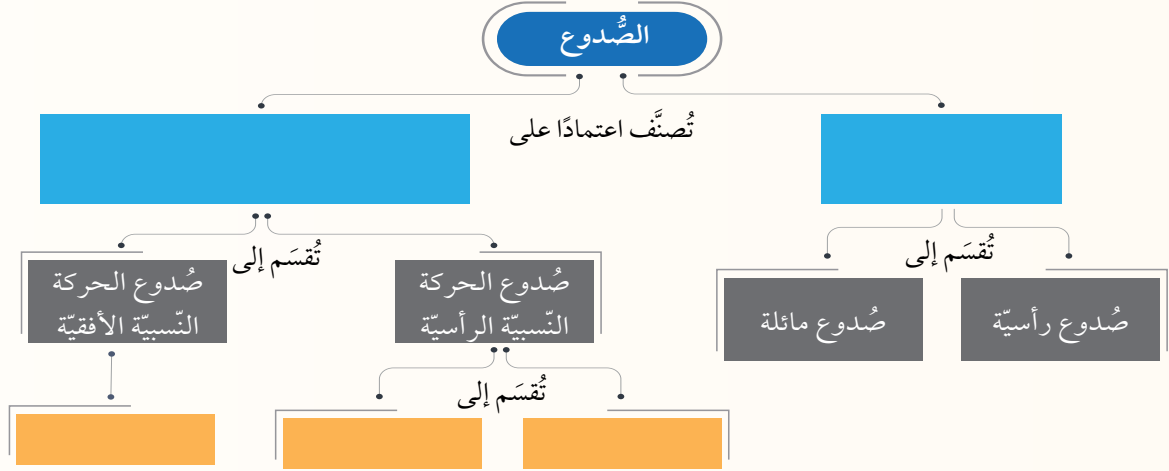 الصُّدوع
تُصنَّف اعتمادًا على
تُقسَم إلى
تُقسَم إلى
صُدوع رأسيّة
صُدوع مائلة
صُدوع الحركة
النّسبيّة الرأسيّة
صُدوع الحركة
النّسبيّة الأفقيّة
تُقسَم إلى